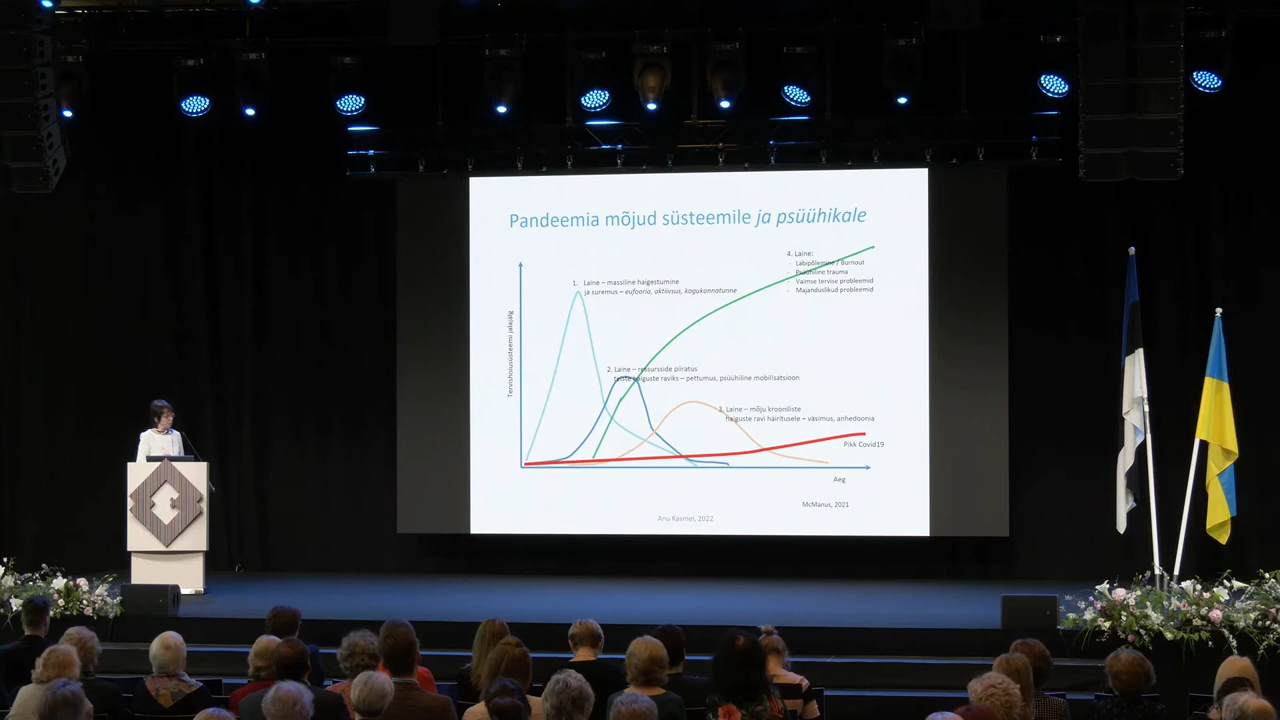 Pandeemia mõjud süsteemile ja psüühikale
4. Laine:
- Läbipõlemine / Burnout
- Psüühiline trauma
- Vaimse tervise probleemid
- Majanduslikud probleemid
1. Laine – massiline haigestumine
ja suremus – eufooria, aktiivsus, kogukonnatunne
Tervishoiusüsteemi jalajälg
2. Laine – ressursside piiratus
teiste haiguste raviks – pettumus, psüühiline mobilisatsioon
3. Laine – mõju krooniliste
haiguste ravi häiritusele – väsimus, anhedoonia
Pikk Covid19
Aeg
McManus, 2021
Anu Kasmel, 2022